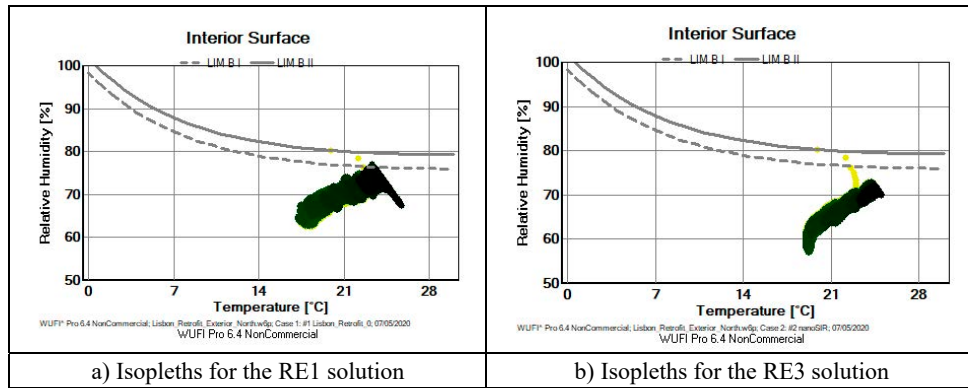 Interior Surface
LIM B I LIM B II
Relative Humidity [%]
100
90
80
70
60
50
0 7 14 21 28
Temperature [°C]
WUFI® Pro 6.4 NonCommercial; Lisbon_Retrofit_Exterior_North.w6p; Case 1: #1 Lisbon_Retrofit_0; 07/05/2020
WUFI Pro 6.4 NonCommercial
a) Isopleths for the RE1 solution
Interior Surface
LIM B I LIM B II
Relative Humidity [%]
100
90
80
70
60
50
0 7 14 21 28
Temperature [°C]
WUFI® Pro 6.4 NonCommercial; Lisbon_Retrofit_Exterior_North.w6p; Case 2: #2 nanoSIR; 07/05/2020
WUFI Pro 6.4 NonCommercial
b) Isopleths for the RE3 solution